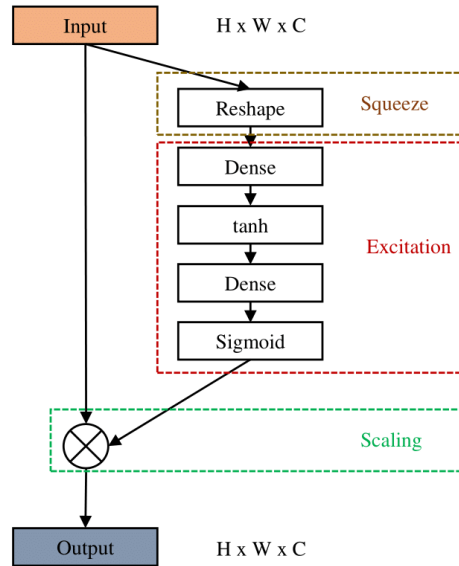 Input H x W x C
Reshape Squeeze
Dense
tanh
Excitation
Dense
Sigmoid
Scaling
Output H x W x C